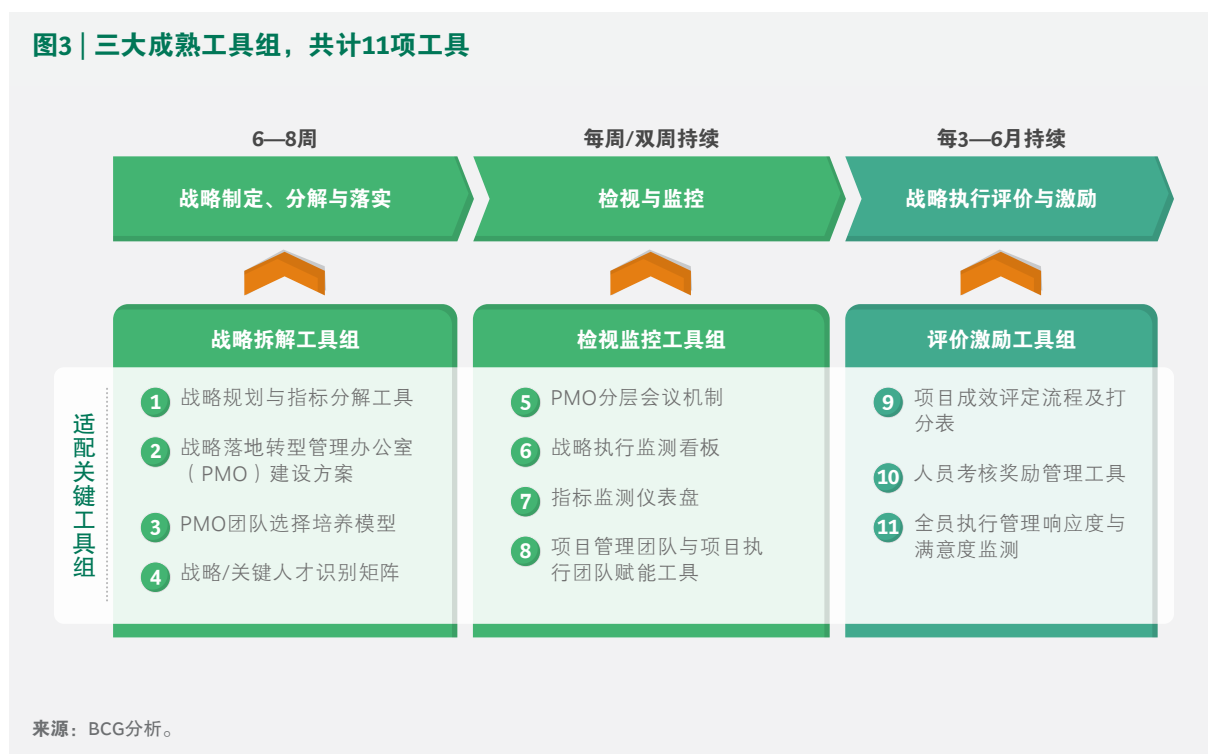 图3 | 三大成熟工具组，共计11项工具
6—8周
每周/双周持续
每3—6月持续
战略制定、分解与落实
检视与监控
战略执行评价与激励
战略拆解工具组
检视监控工具组
评价激励工具组
适配关键工具组
1 战略规划与指标分解工具
2 战略落地转型管理办公室
（PMO）建设方案
3 PMO团队选择培养模型
4 战略/关键人才识别矩阵
5 PMO分层会议机制
6 战略执行监测看板
7 指标监测仪表盘
8 项目管理团队与项目执
行团队赋能工具
9 项目成效评定流程及打
分表
10 人员考核奖励管理工具
11 全员执行管理响应度与
满意度监测
来源：BCG分析。